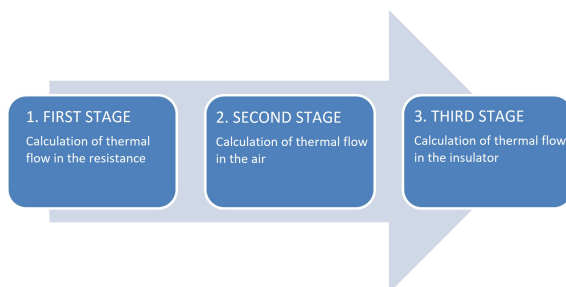 1. FIRST STAGE
Calculation of thermal
flow in the resistance
2. SECOND STAGE
Calculation of thermal flow
in the air
3. THIRD STAGE
Calculation of thermal flow
in the insulator